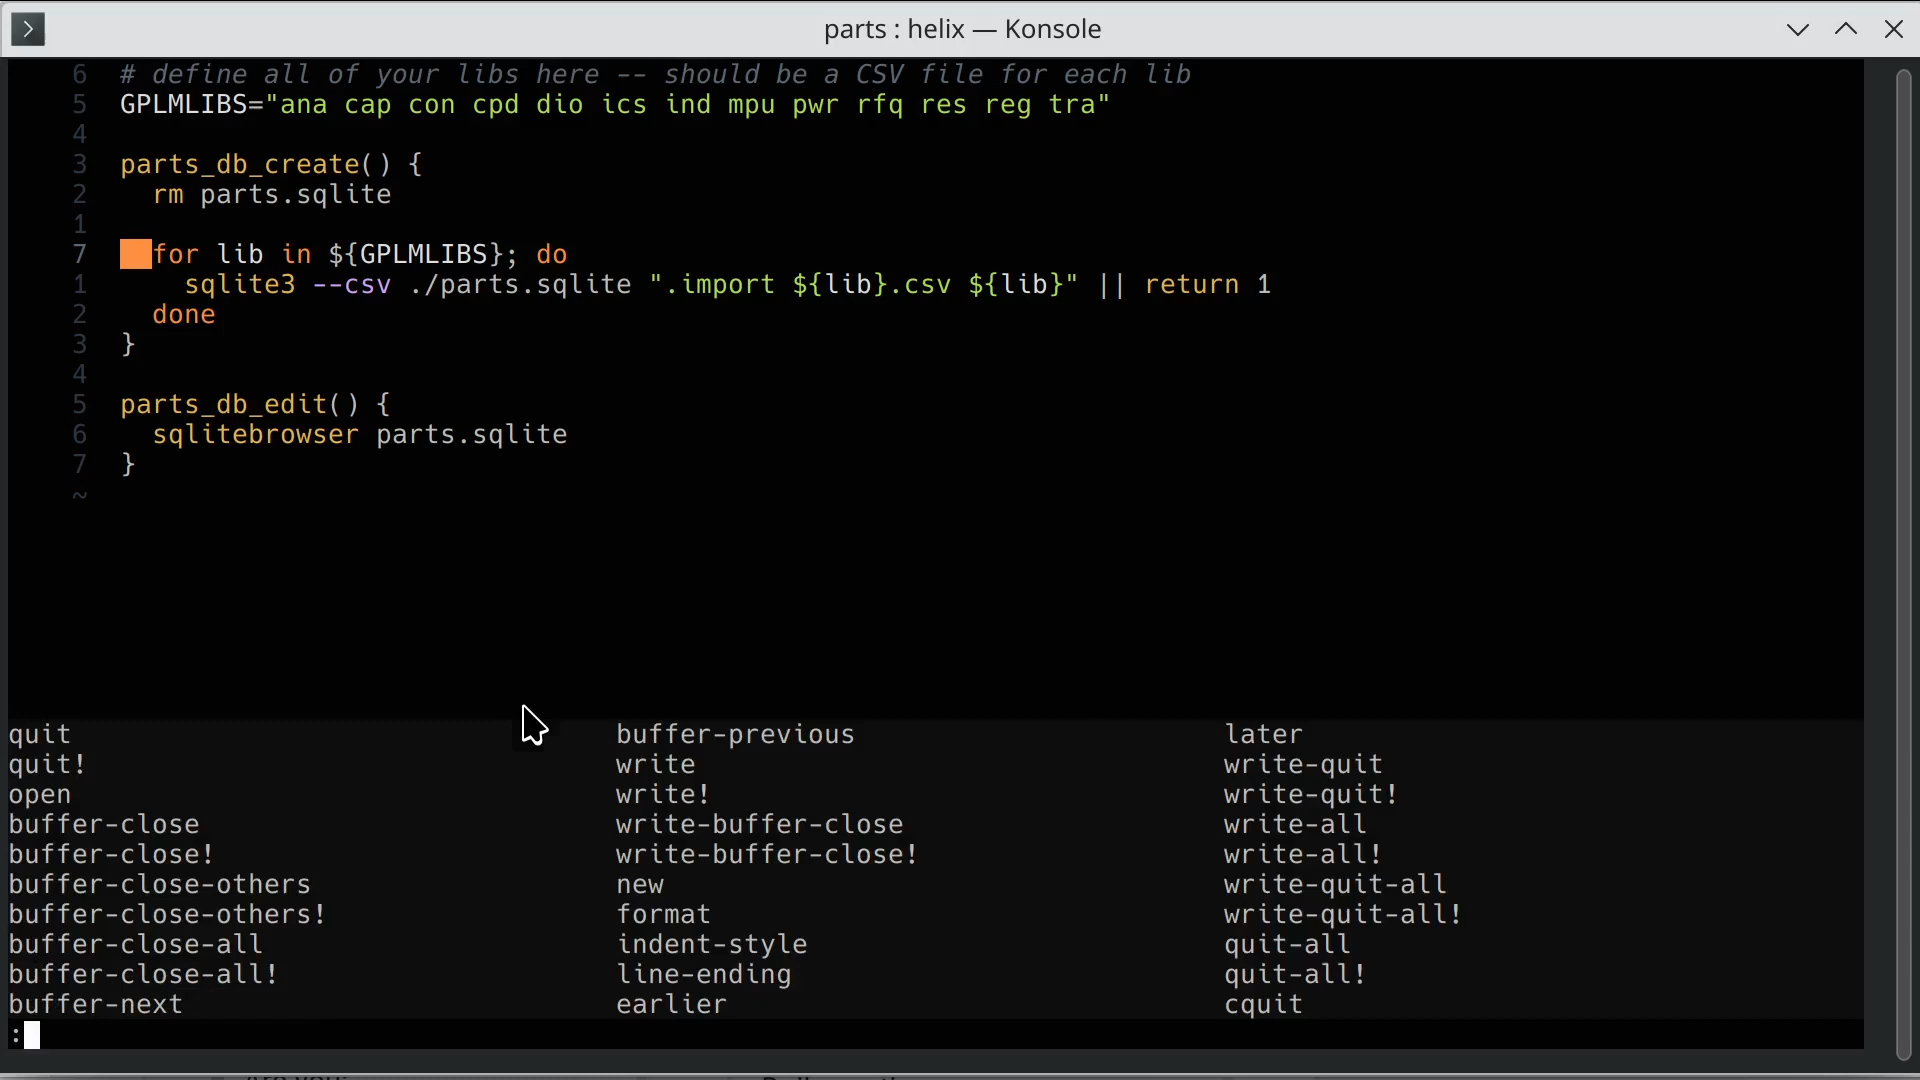 parts : helix — Konsole
6 # define all of your libs here -- should be a CSV file for each lib
5 GPLMLIBS="ana cap con cpd dio ics ind mpu pwr rfq res reg tra"
4
3 parts_db_create() {
2   rm parts.sqlite
1
7   for lib in ${GPLMLIBS}; do
1     sqlite3 --csv ./parts.sqlite ".import ${lib}.csv ${lib}" || return 1
2   done
3 }
4
5 parts_db_edit() {
6   sqlitebrowser parts.sqlite
7 }
~
quit buffer-previous later
quit! write write-quit
open write! write-quit!
buffer-close write-buffer-close write-all
buffer-close! write-buffer-close! write-all!
buffer-close-others new write-quit-all
buffer-close-others! format write-quit-all!
buffer-close-all indent-style quit-all
buffer-close-all! line-ending quit-all!
buffer-next earlier cquit
: